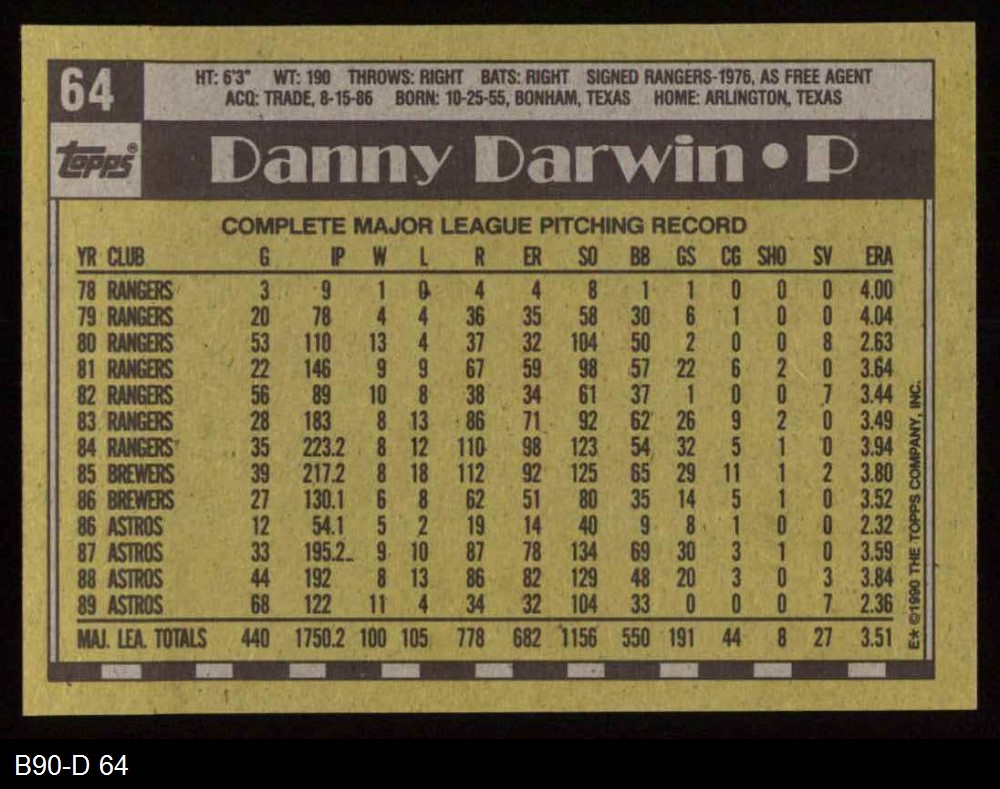 64
HT: 6'3" WT: 190 THROWS: RIGHT BATS: RIGHT SIGNED RANGERS-1976, AS FREE AGENT
ACQ: TRADE, 8-15-86 BORN: 10-25-55, BONHAM, TEXAS HOME: ARLINGTON, TEXAS
topps®
Danny Darwin • P
COMPLETE MAJOR LEAGUE PITCHING RECORD
YR CLUB G IP W L R ER SO BB GS CG SHO SV ERA
78 RANGERS 3 9 1 0 4 4 8 1 1 0 0 0 4.00
79 RANGERS 20 78 4 4 36 35 58 30 6 1 0 0 4.04
80 RANGERS 53 110 13 4 37 32 104 50 2 0 0 8 2.63
81 RANGERS 22 146 9 9 67 59 98 57 22 6 2 0 3.64
82 RANGERS 56 89 10 8 38 34 61 37 1 0 0 7 3.44
83 RANGERS 28 183 8 13 86 71 92 62 26 9 2 0 3.49
84 RANGERS 35 223.2 8 12 110 98 123 54 32 5 1 0 3.94
85 BREWERS 39 217.2 8 18 112 92 125 65 29 11 1 2 3.80
86 BREWERS 27 130.1 6 8 62 51 80 35 14 5 1 0 3.52
86 ASTROS 12 54.1 5 2 19 14 40 9 8 1 0 0 2.32
87 ASTROS 33 195.2 9 10 87 78 134 69 30 3 1 0 3.59
88 ASTROS 44 192 8 13 86 82 129 48 20 3 0 3 3.84
89 ASTROS 68 122 11 4 34 32 104 33 0 0 0 7 2.36
MAJ. LEA. TOTALS 440 1750.2 100 105 778 682 1156 550 191 44 8 27 3.51
E* ©1990 THE TOPPS COMPANY, INC.
B90-D 64